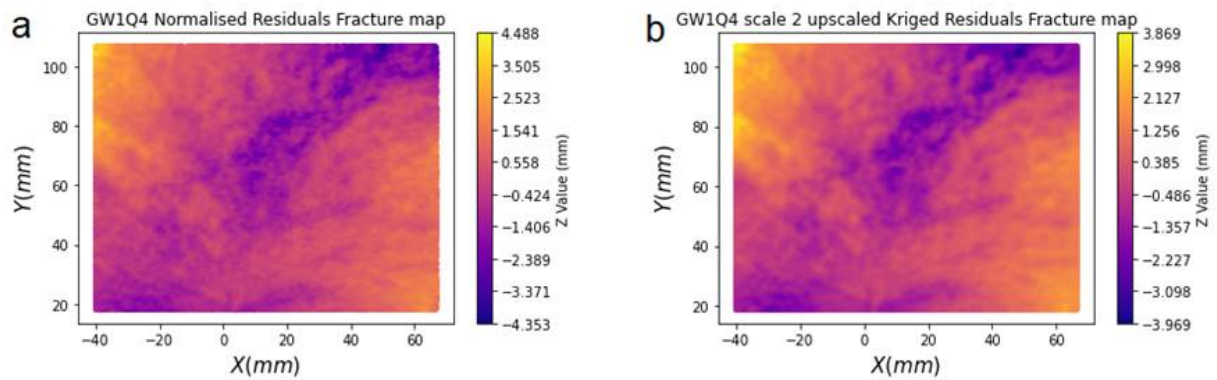 a
GW1Q4 Normalised Residuals Fracture map
100
80
60
40
20
Y(mm)
−40 −20 0 20 40 60
X(mm)
4.488
3.505
2.523
1.541
0.558
−0.424
−1.406
−2.389
−3.371
−4.353
Z Value (mm)
b
GW1Q4 scale 2 upscaled Kriged Residuals Fracture map
100
80
60
40
20
Y(mm)
−40 −20 0 20 40 60
X(mm)
3.869
2.998
2.127
1.256
0.385
−0.486
−1.357
−2.227
−3.098
−3.969
Z Value (mm)